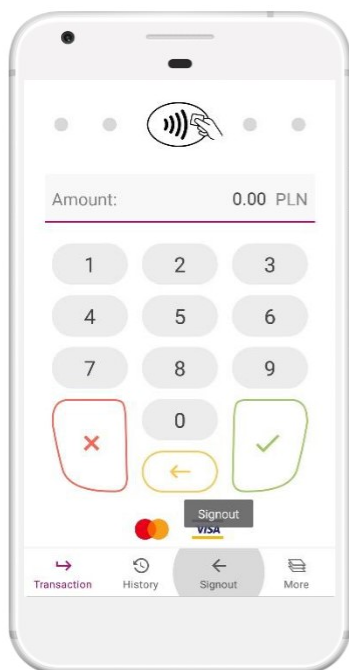 Amount: 0.00 PLN
1 2 3
4 5 6
7 8 9
0
Signout
VISA
Transaction History Signout More